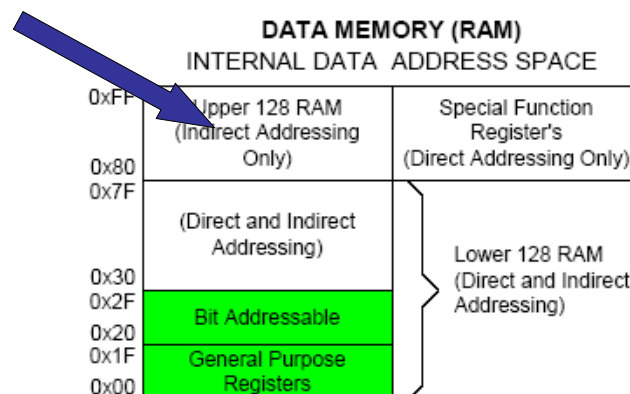 DATA MEMORY (RAM)
INTERNAL DATA ADDRESS SPACE
0xFF
Upper 128 RAM
(Indirect Addressing
Only)
0x80
Special Function
Register's
(Direct Addressing Only)
0x7F
(Direct and Indirect
Addressing)
0x30
Lower 128 RAM
(Direct and Indirect
Addressing)
0x2F
Bit Addressable
0x20
0x1F
General Purpose
Registers
0x00